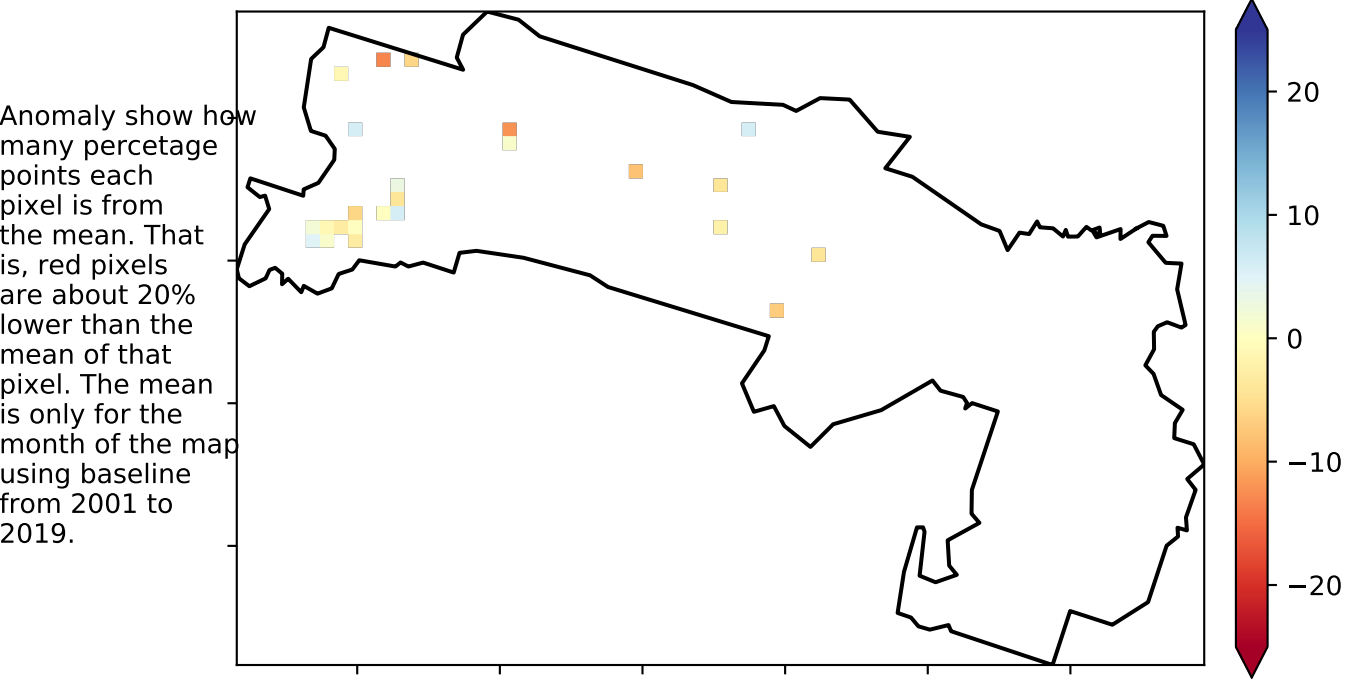 Anomaly show how
many percetage
points each
pixel is from
the mean. That
is, red pixels
are about 20%
lower than the
mean of that
pixel. The mean
is only for the
month of the map
using baseline
from 2001 to
2019.
20
10
0
−10
−20